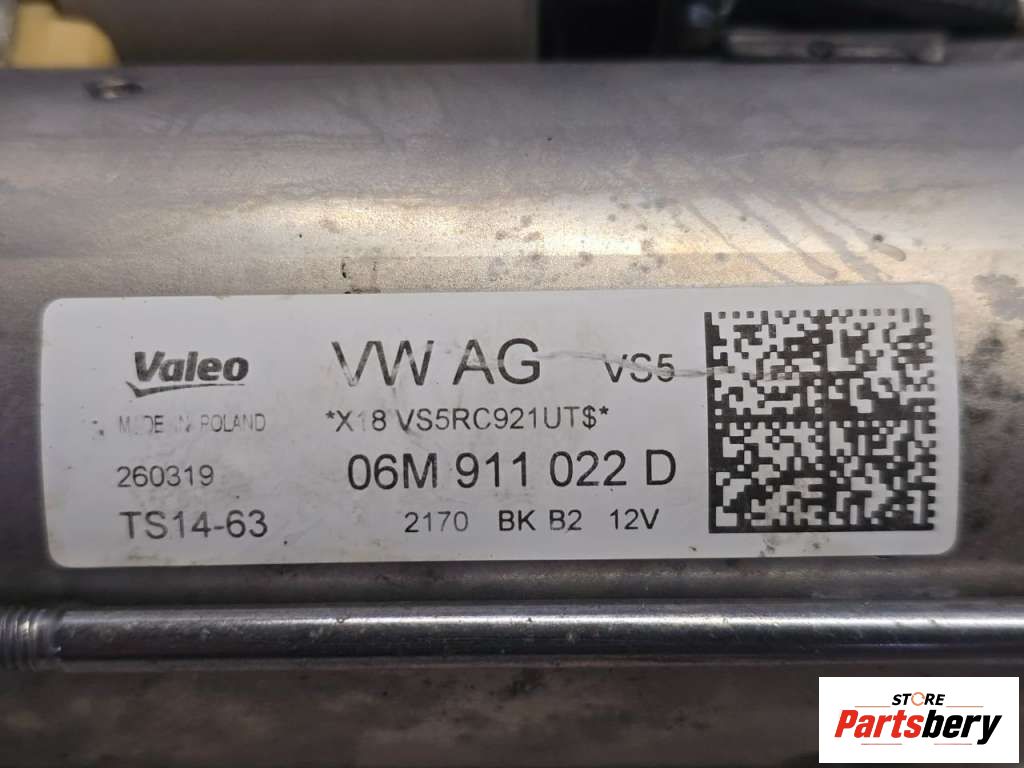 Valeo VW AG VS5
MADE IN POLAND *X18 VS5RC921UT$*
260319 06M 911 022 D
TS14-63 2170 BK B2 12V
STORE
Partsbery